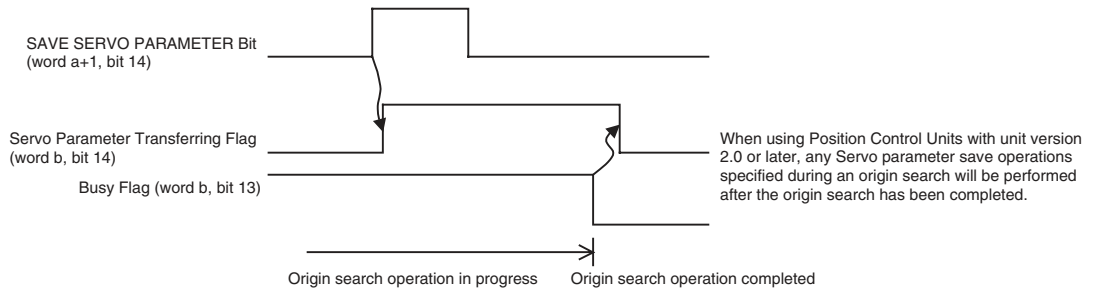 SAVE SERVO PARAMETER Bit
(word a+1, bit 14)
Servo Parameter Transferring Flag
(word b, bit 14)
Busy Flag (word b, bit 13)
When using Position Control Units with unit version
2.0 or later, any Servo parameter save operations
specified during an origin search will be performed
after the origin search has been completed.
Origin search operation in progress
Origin search operation completed